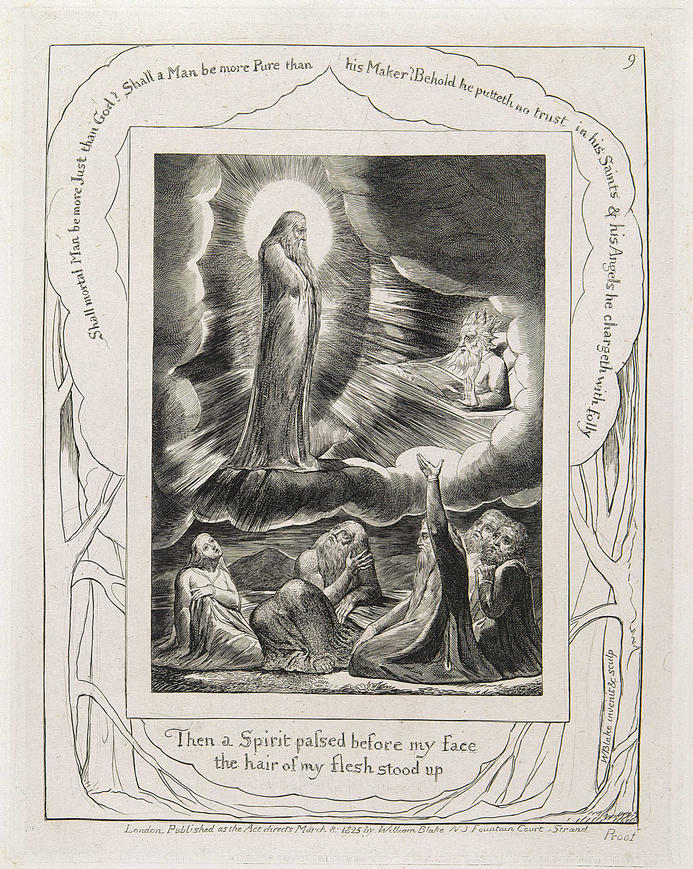 9
Shall mortal Man be more Just than God? Shall a Man be more Pure than his Maker? Behold he putteth no trust in his Saints & his Angels he chargeth with folly
Then a Spirit paſsed before my face
the hair of my flesh stood up
WBlake invenit & sculp
London. Published as the Act directs March 8: 1825 by William Blake N 3 Fountain Court Strand
Proof